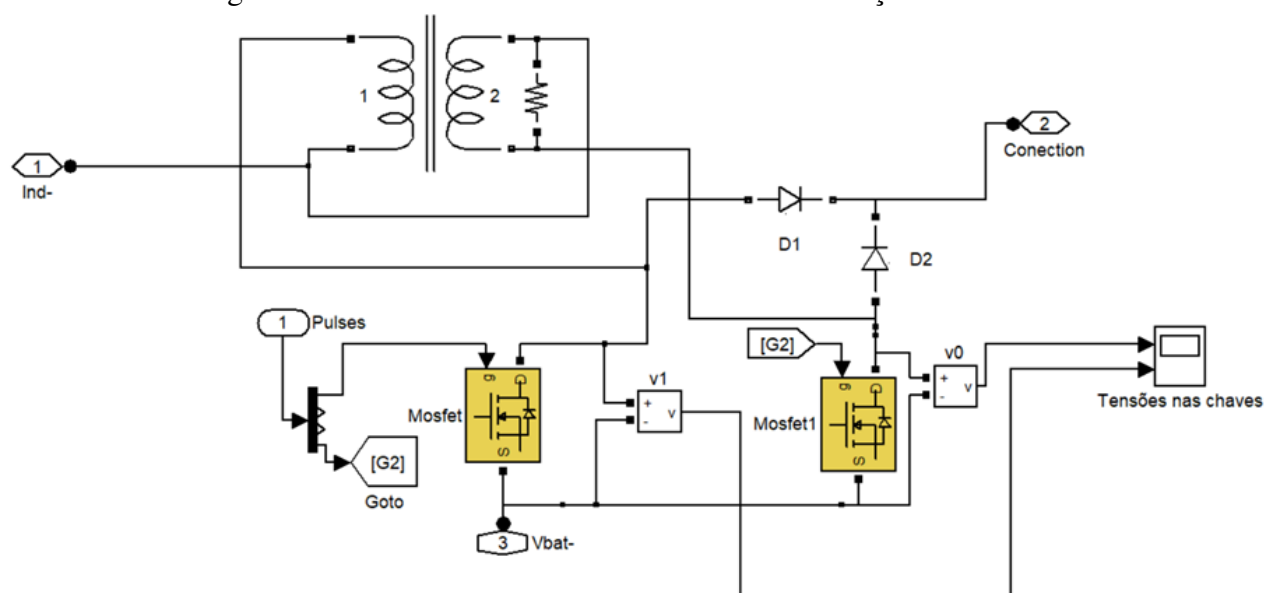 1
2
1
Ind-
2
Conection
D1
D2
1
Pulses
[G2]
v0
v1
g
D
S
Mosfet
g
D
S
Mosfet1
+
-
v
+
-
v
Tensões nas chaves
[G2]
Goto
3
Vbat-